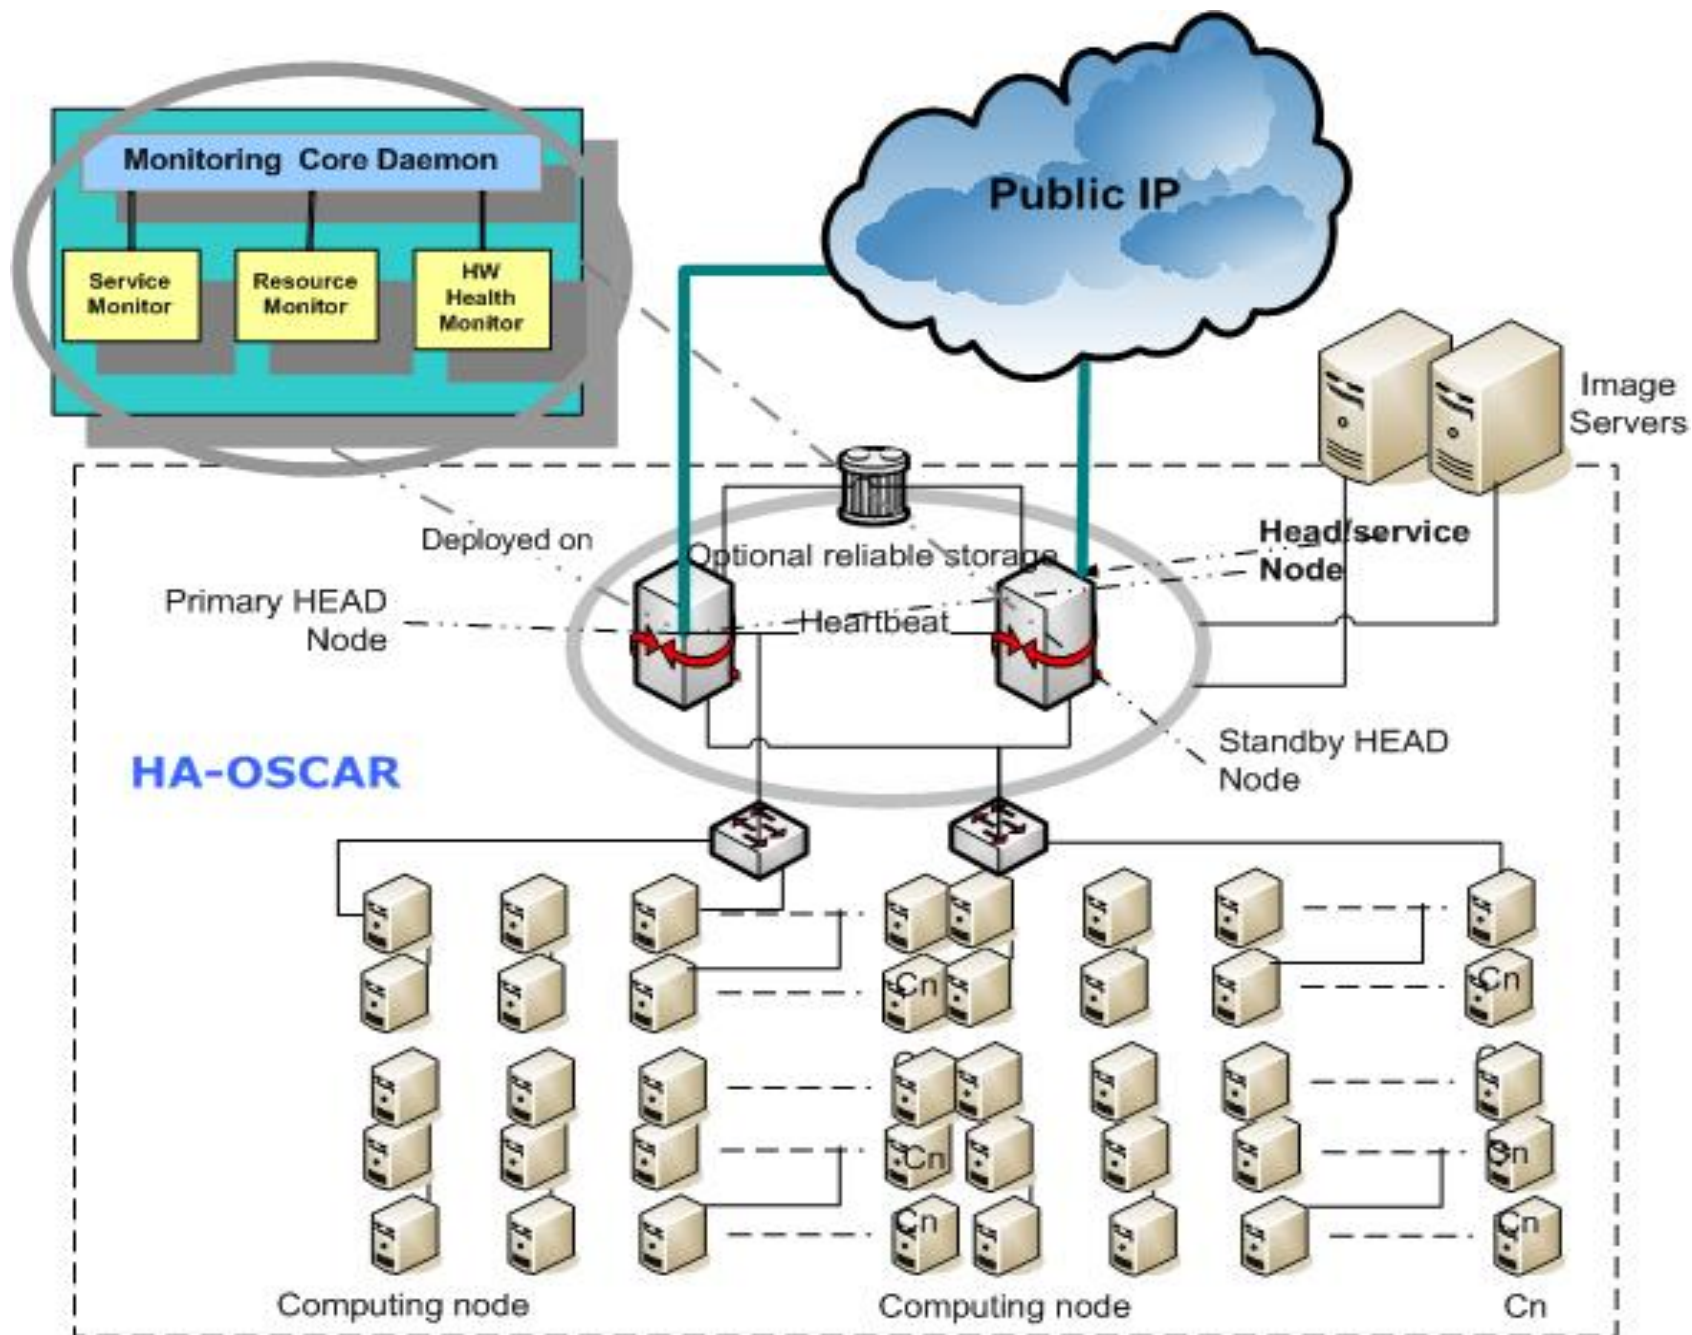 Monitoring Core Daemon
Service
Monitor
Resource
Monitor
HW
Health
Monitor
Public IP
Image
Servers
Deployed on
Optional reliable storage
Head/service
Node
Primary HEAD
Node
Heartbeat
Standby HEAD
Node
HA-OSCAR
Cn
Cn
Cn
Cn
Cn
Cn
Computing node
Computing node
Cn